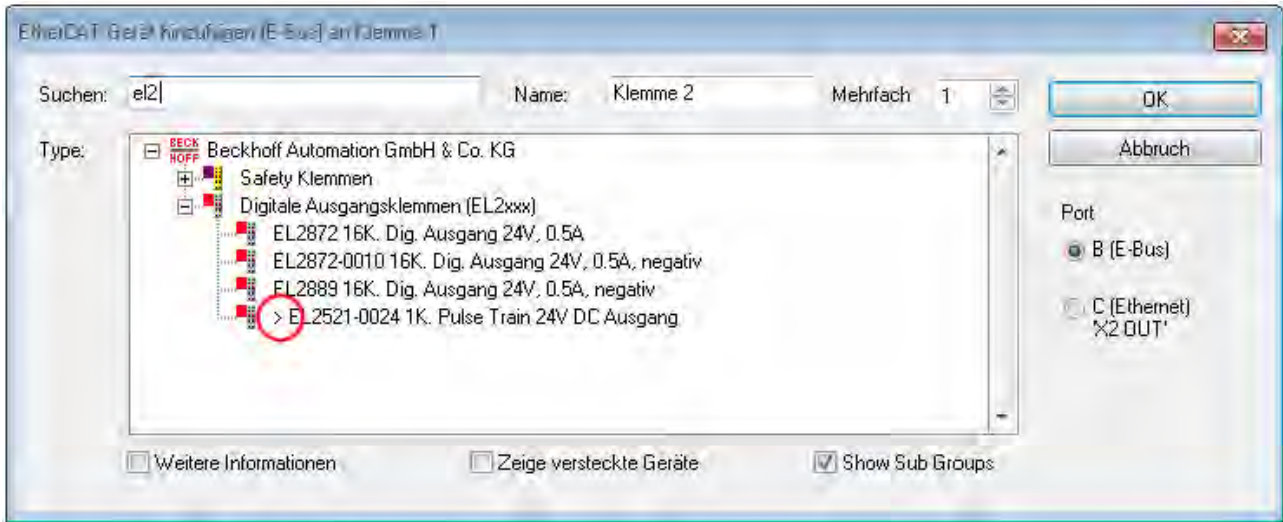 EtherCAT Gerät hinzufügen (E-Bus) an Klemme 1
Suchen: el2 Name: Klemme 2 Mehrfach 1 OK
Type: BECKHOFF Beckhoff Automation GmbH & Co. KG Abbruch
Safety Klemmen
Digitale Ausgangsklemmen (EL2xxx) Port
EL2872 16K. Dig. Ausgang 24V, 0.5A
B (E-Bus)
EL2872-0010 16K. Dig. Ausgang 24V, 0.5A, negativ
EL2889 16K. Dig. Ausgang 24V, 0.5A, negativ
> EL2521-0024 1K. Pulse Train 24V DC Ausgang
C (Ethernet)
'X2 OUT'
Weitere Informationen Zeige versteckte Geräte Show Sub Groups